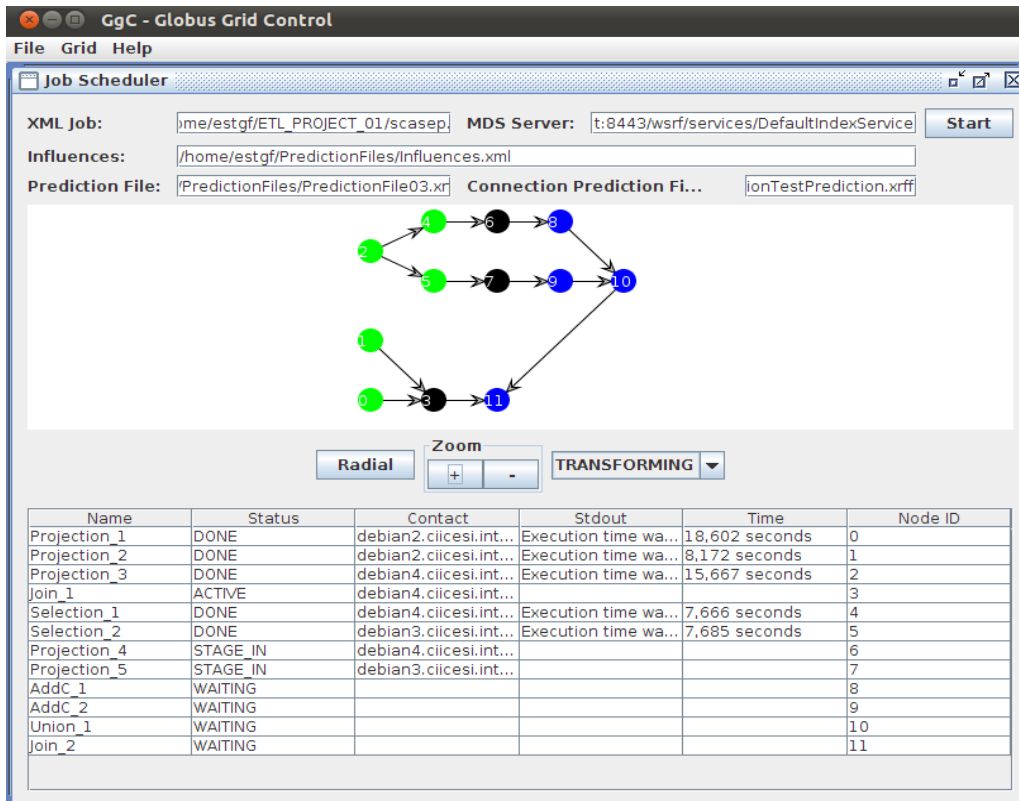 GgC - Globus Grid Control
File Grid Help
Job Scheduler
XML Job: ome/estgf/ETL_PROJECT_01/scasep. MDS Server: t:8443/wsrf/services/DefaultIndexService Start
Influences: /home/estgf/PredictionFiles/Influences.xml
Prediction File: /PredictionFiles/PredictionFile03.xr Connection Prediction Fi... ionTestPrediction.xrff
4 6 8
2
5 7 9 10
1
0 3 11
Zoom
Radial + - TRANSFORMING
Name Status Contact Stdout Time Node ID
Projection_1 DONE debian2.ciicesi.int... Execution time wa... 18,602 seconds 0
Projection_2 DONE debian2.ciicesi.int... Execution time wa... 8,172 seconds 1
Projection_3 DONE debian4.ciicesi.int... Execution time wa... 15,667 seconds 2
Join_1 ACTIVE debian4.ciicesi.int... 3
Selection_1 DONE debian4.ciicesi.int... Execution time wa... 7,666 seconds 4
Selection_2 DONE debian3.ciicesi.int... Execution time wa... 7,685 seconds 5
Projection_4 STAGE_IN debian4.ciicesi.int... 6
Projection_5 STAGE_IN debian3.ciicesi.int... 7
AddC_1 WAITING 8
AddC_2 WAITING 9
Union_1 WAITING 10
Join_2 WAITING 11